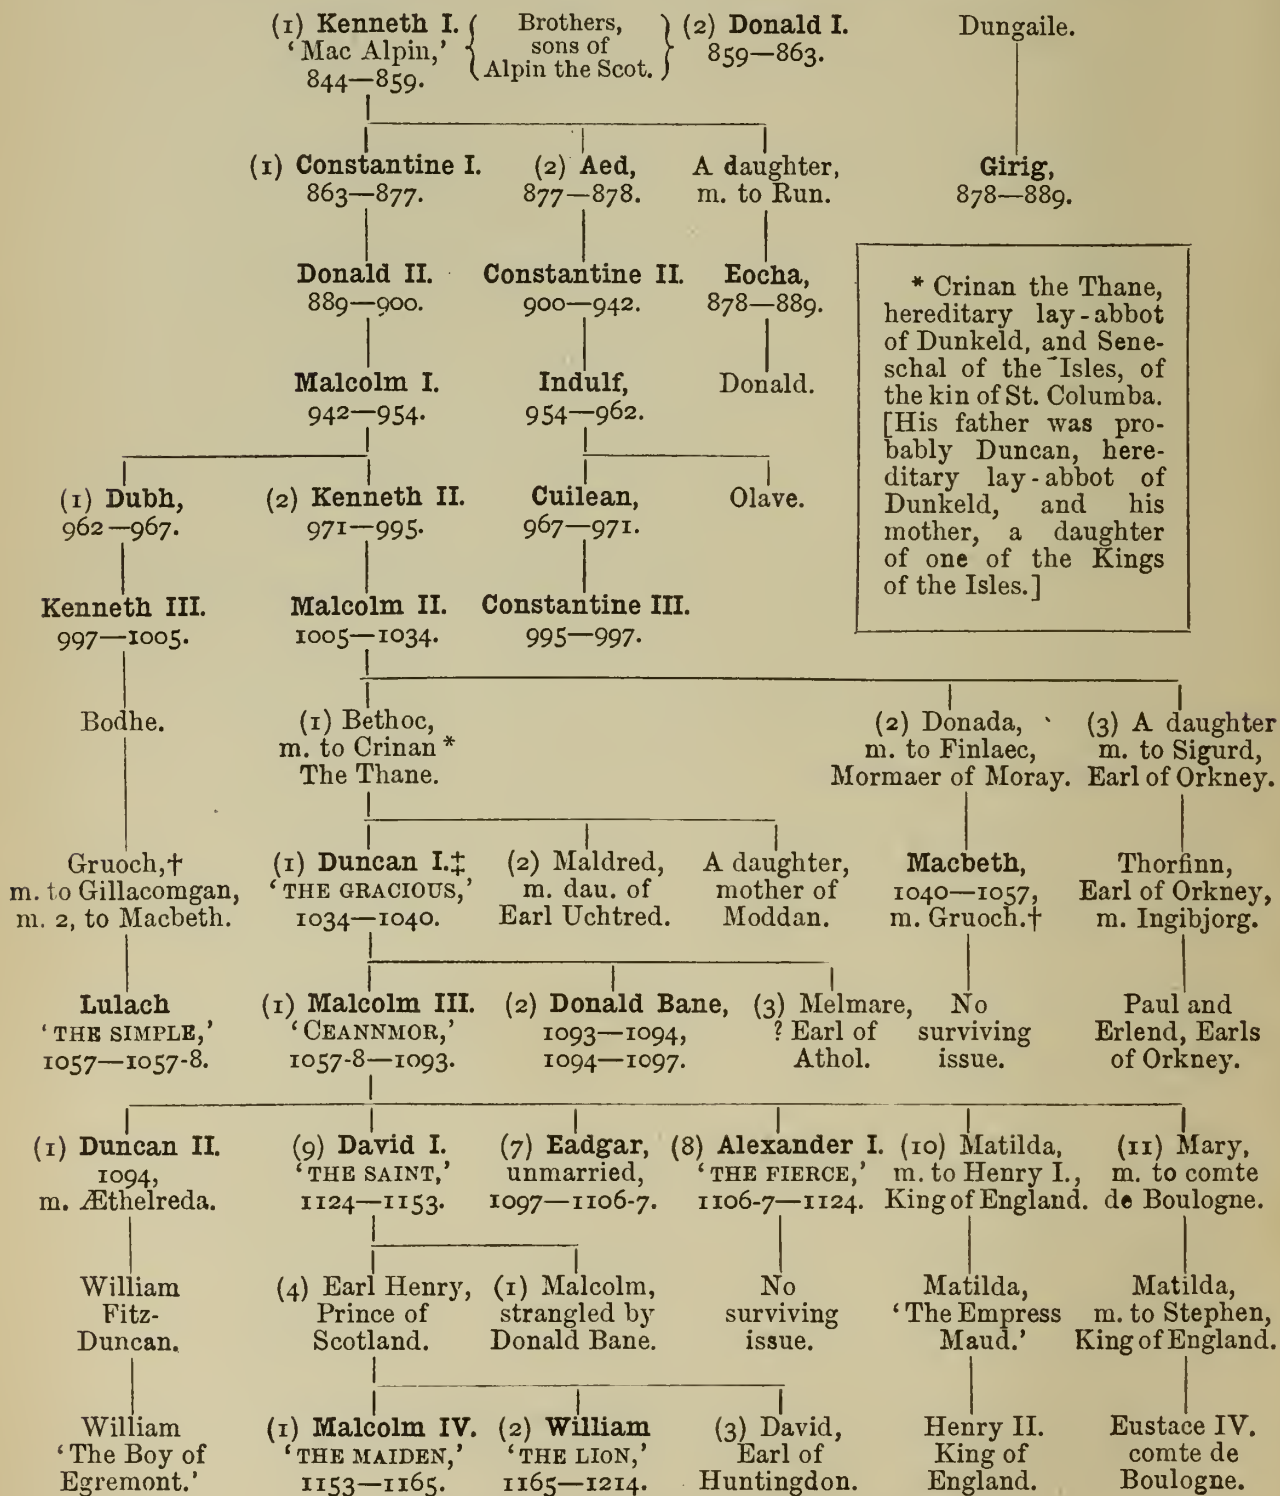 (1) Kenneth I.
'Mac Alpin,'
844—859.
Brothers,
sons of
Alpin the Scot.
(2) Donald I.
859—863.
Dungaile.
(1) Constantine I.
863—877.
(2) Aed,
877—878.
A daughter,
m. to Run.
Girig,
878—889.
Donald II.
889—900.
Constantine II.
900—942.
Eocha,
878—889.
* Crinan the Thane,
hereditary lay-abbot
of Dunkeld, and Sene-
schal of the Isles, of
the kin of St. Columba.
[His father was pro-
bably Duncan, here-
ditary lay-abbot of
Dunkeld, and his
mother, a daughter
of one of the Kings
of the Isles.]
Malcolm I.
942—954.
Indulf,
954—962.
Donald.
(1) Dubh,
962—967.
(2) Kenneth II.
971—995.
Cuilean,
967—971.
Olave.
Kenneth III.
997—1005.
Malcolm II.
1005—1034.
Constantine III.
995—997.
Bodhe.
(1) Bethoc,
m. to Crinan *
The Thane.
(2) Donada,
m. to Finlaec,
Mormaer of Moray.
(3) A daughter
m. to Sigurd,
Earl of Orkney.
Gruoch,†
m. to Gillacomgan,
m. 2, to Macbeth.
(1) Duncan I.‡
'THE GRACIOUS,'
1034—1040.
(2) Maldred,
m. dau. of
Earl Uchtred.
A daughter,
mother of
Moddan.
Macbeth,
1040—1057,
m. Gruoch.†
Thorfinn,
Earl of Orkney,
m. Ingibjorg.
Lulach
'THE SIMPLE,'
1057—1057-8.
(1) Malcolm III.
'CEANNMOR,'
1057-8—1093.
(2) Donald Bane,
1093—1094,
1094—1097.
(3) Melmare,
? Earl of
Athol.
No
surviving
issue.
Paul and
Erlend, Earls
of Orkney.
(1) Duncan II.
1094,
m. Æthelreda.
(9) David I.
'THE SAINT,'
1124—1153.
(7) Eadgar,
unmarried,
1097—1106-7.
(8) Alexander I.
'THE FIERCE,'
1106-7—1124.
(10) Matilda,
m. to Henry I.,
King of England.
(11) Mary,
m. to comte
de Boulogne.
William
Fitz-
Duncan.
(4) Earl Henry,
Prince of
Scotland.
(1) Malcolm,
strangled by
Donald Bane.
No
surviving
issue.
Matilda,
'The Empress
Maud.'
Matilda,
m. to Stephen,
King of England.
William
'The Boy of
Egremont.'
(1) Malcolm IV.
'THE MAIDEN,'
1153—1165.
(2) William
'THE LION,'
1165—1214.
(3) David,
Earl of
Huntingdon.
Henry II.
King of
England.
Eustace IV.
comte de
Boulogne.